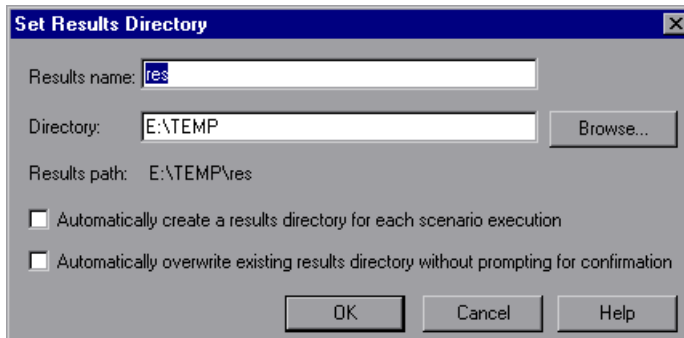 Set Results Directory
Results name: res
Directory: E:\TEMP Browse...
Results path: E:\TEMP\res
Automatically create a results directory for each scenario execution
Automatically overwrite existing results directory without prompting for confirmation
OK Cancel Help